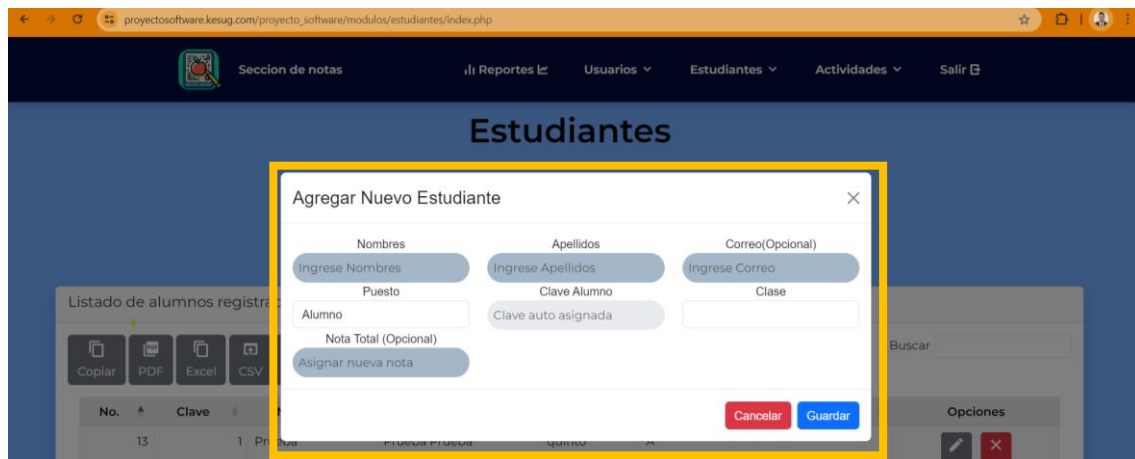 proyectosoftware.kesug.com/proyecto_software/modulos/estudiantes/index.php
Seccion de notas Reportes Usuarios Estudiantes Actividades Salir
Estudiantes
Agregar Nuevo Estudiante
Nombres Apellidos Correo(Opcional)
Ingrese Nombres Ingrese Apellidos Ingrese Correo
Puesto Clave Alumno Clase
Listado de alumnos
Alumno Clave auto asignada
Nota Total (Opcional)
Buscar
Asignar nueva nota
Copiar PDF Excel CSV
Cancelar Guardar
No. Clave Opciones
13 1 Prueba Prueba Prueba quinto A